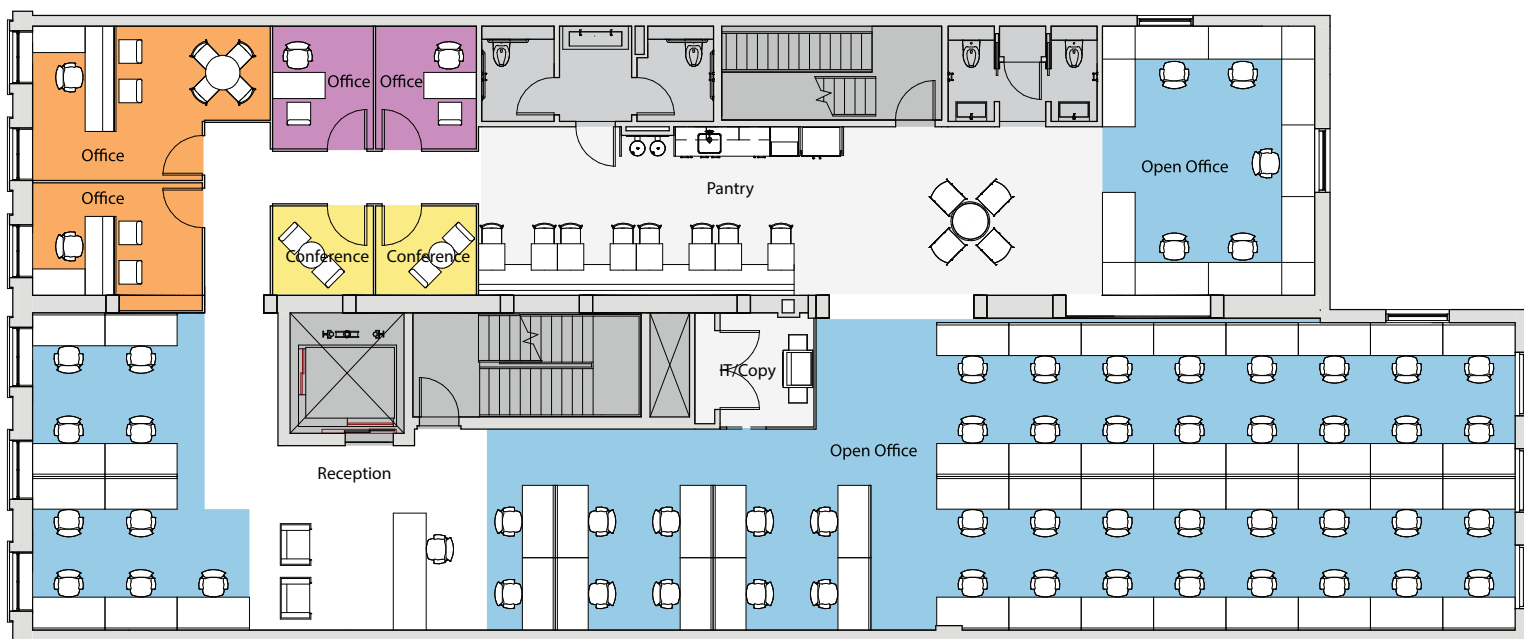 Office
Office
Office
Office
Pantry
Open Office
Conference
Conference
IT/Copy
Open Office
Reception